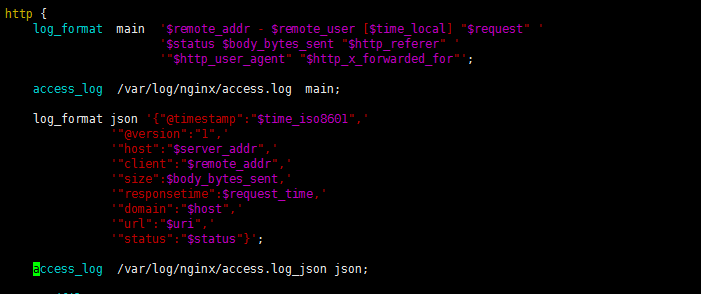 http {
    log_format  main  '$remote_addr - $remote_user [$time_local] "$request" '
                      '$status $body_bytes_sent "$http_referer" '
                      '"$http_user_agent" "$http_x_forwarded_for"';
    access_log  /var/log/nginx/access.log  main;
    log_format json '{"@timestamp":"$time_iso8601",'
               '"@version":"1",'
               '"host":"$server_addr",'
               '"client":"$remote_addr",'
               '"size":$body_bytes_sent,'
               '"responsetime":$request_time,'
               '"domain":"$host",'
               '"url":"$uri",'
               '"status":"$status"}';
    access_log  /var/log/nginx/access.log_json json;